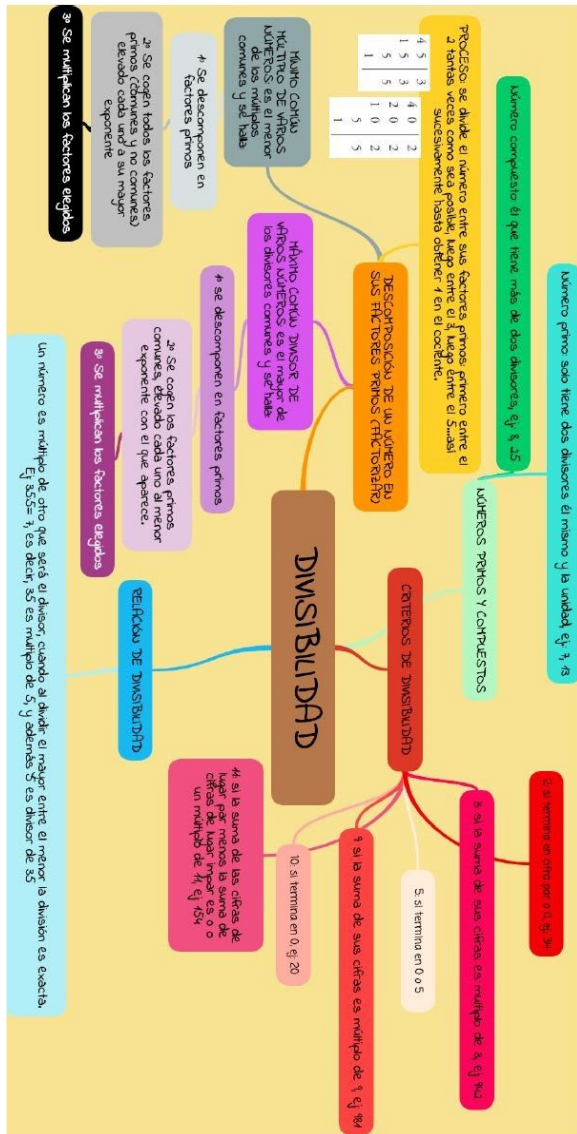 DIVISIBILIDAD
NÚMEROS PRIMOS Y COMPUESTOS
Número primo: solo tiene dos divisores él mismo y la unidad, ej: 7, 13
Número compuesto: él que tiene más de dos divisores, ej: 8, 25
DESCOMPOSICIÓN DE UN NÚMERO EN
SUS FACTORES PRIMOS (FACTORIZAR)
PROCESO: se divide el número entre sus factores primos: primero entre el
2 tantas veces como sea posible, luego entre el 3, luego entre el 5...así
sucesivamente hasta obtener 1 en el cociente.
45 3
15 3
5 5
1
40 2
20 2
10 2
5 5
1
MÍNIMO COMÚN
MÚLTIPLO DE VARIOS
NÚMEROS es el menor
de los múltiplos
comunes y se halla
1º Se descomponen en
factores primos
2º Se cogen todos los factores
primos (comunes y no comunes)
elevado cada uno a su mayor
exponente
3º Se multiplican los factores elegidos
MÁXIMO COMÚN DIVISOR DE
VARIOS NÚMEROS es el mayor de
los divisores comunes y se halla
1º se descomponen en factores primos
2º Se cogen los factores primos
comunes, elevado cada uno al menor
exponente con el que aparece.
3º Se multiplican los factores elegidos
RELACIÓN DE DIVISIBILIDAD
Un número es múltiplo de otro que será el divisor, cuando al dividir el mayor entre el menor la división es exacta.
Ej: 35:5= 7, es decir, 35 es múltiplo de 5, y además 5 es divisor de 35
CRITERIOS DE DIVISIBILIDAD
2: si termina en cifra par o 0, ej: 34
3: si la suma de sus cifras es múltiplo de 3, ej: 942
5: si termina en 0 o 5
9: si la suma de sus cifras es múltiplo de 9, ej: 981
10: si termina en 0, ej: 20
11: si la suma de las cifras de
lugar par menos la suma de
cifras de lugar impar es 0 o
un múltiplo de 11, ej: 154